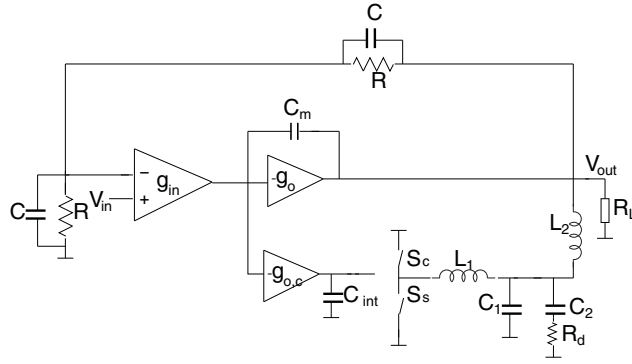 C
R
C_m
-g_o
g_in
-
+
V_in
C
R
V_out
R_L
L_2
-g_o,c
C_int
S_c
S_s
L_1
C_1
C_2
R_d